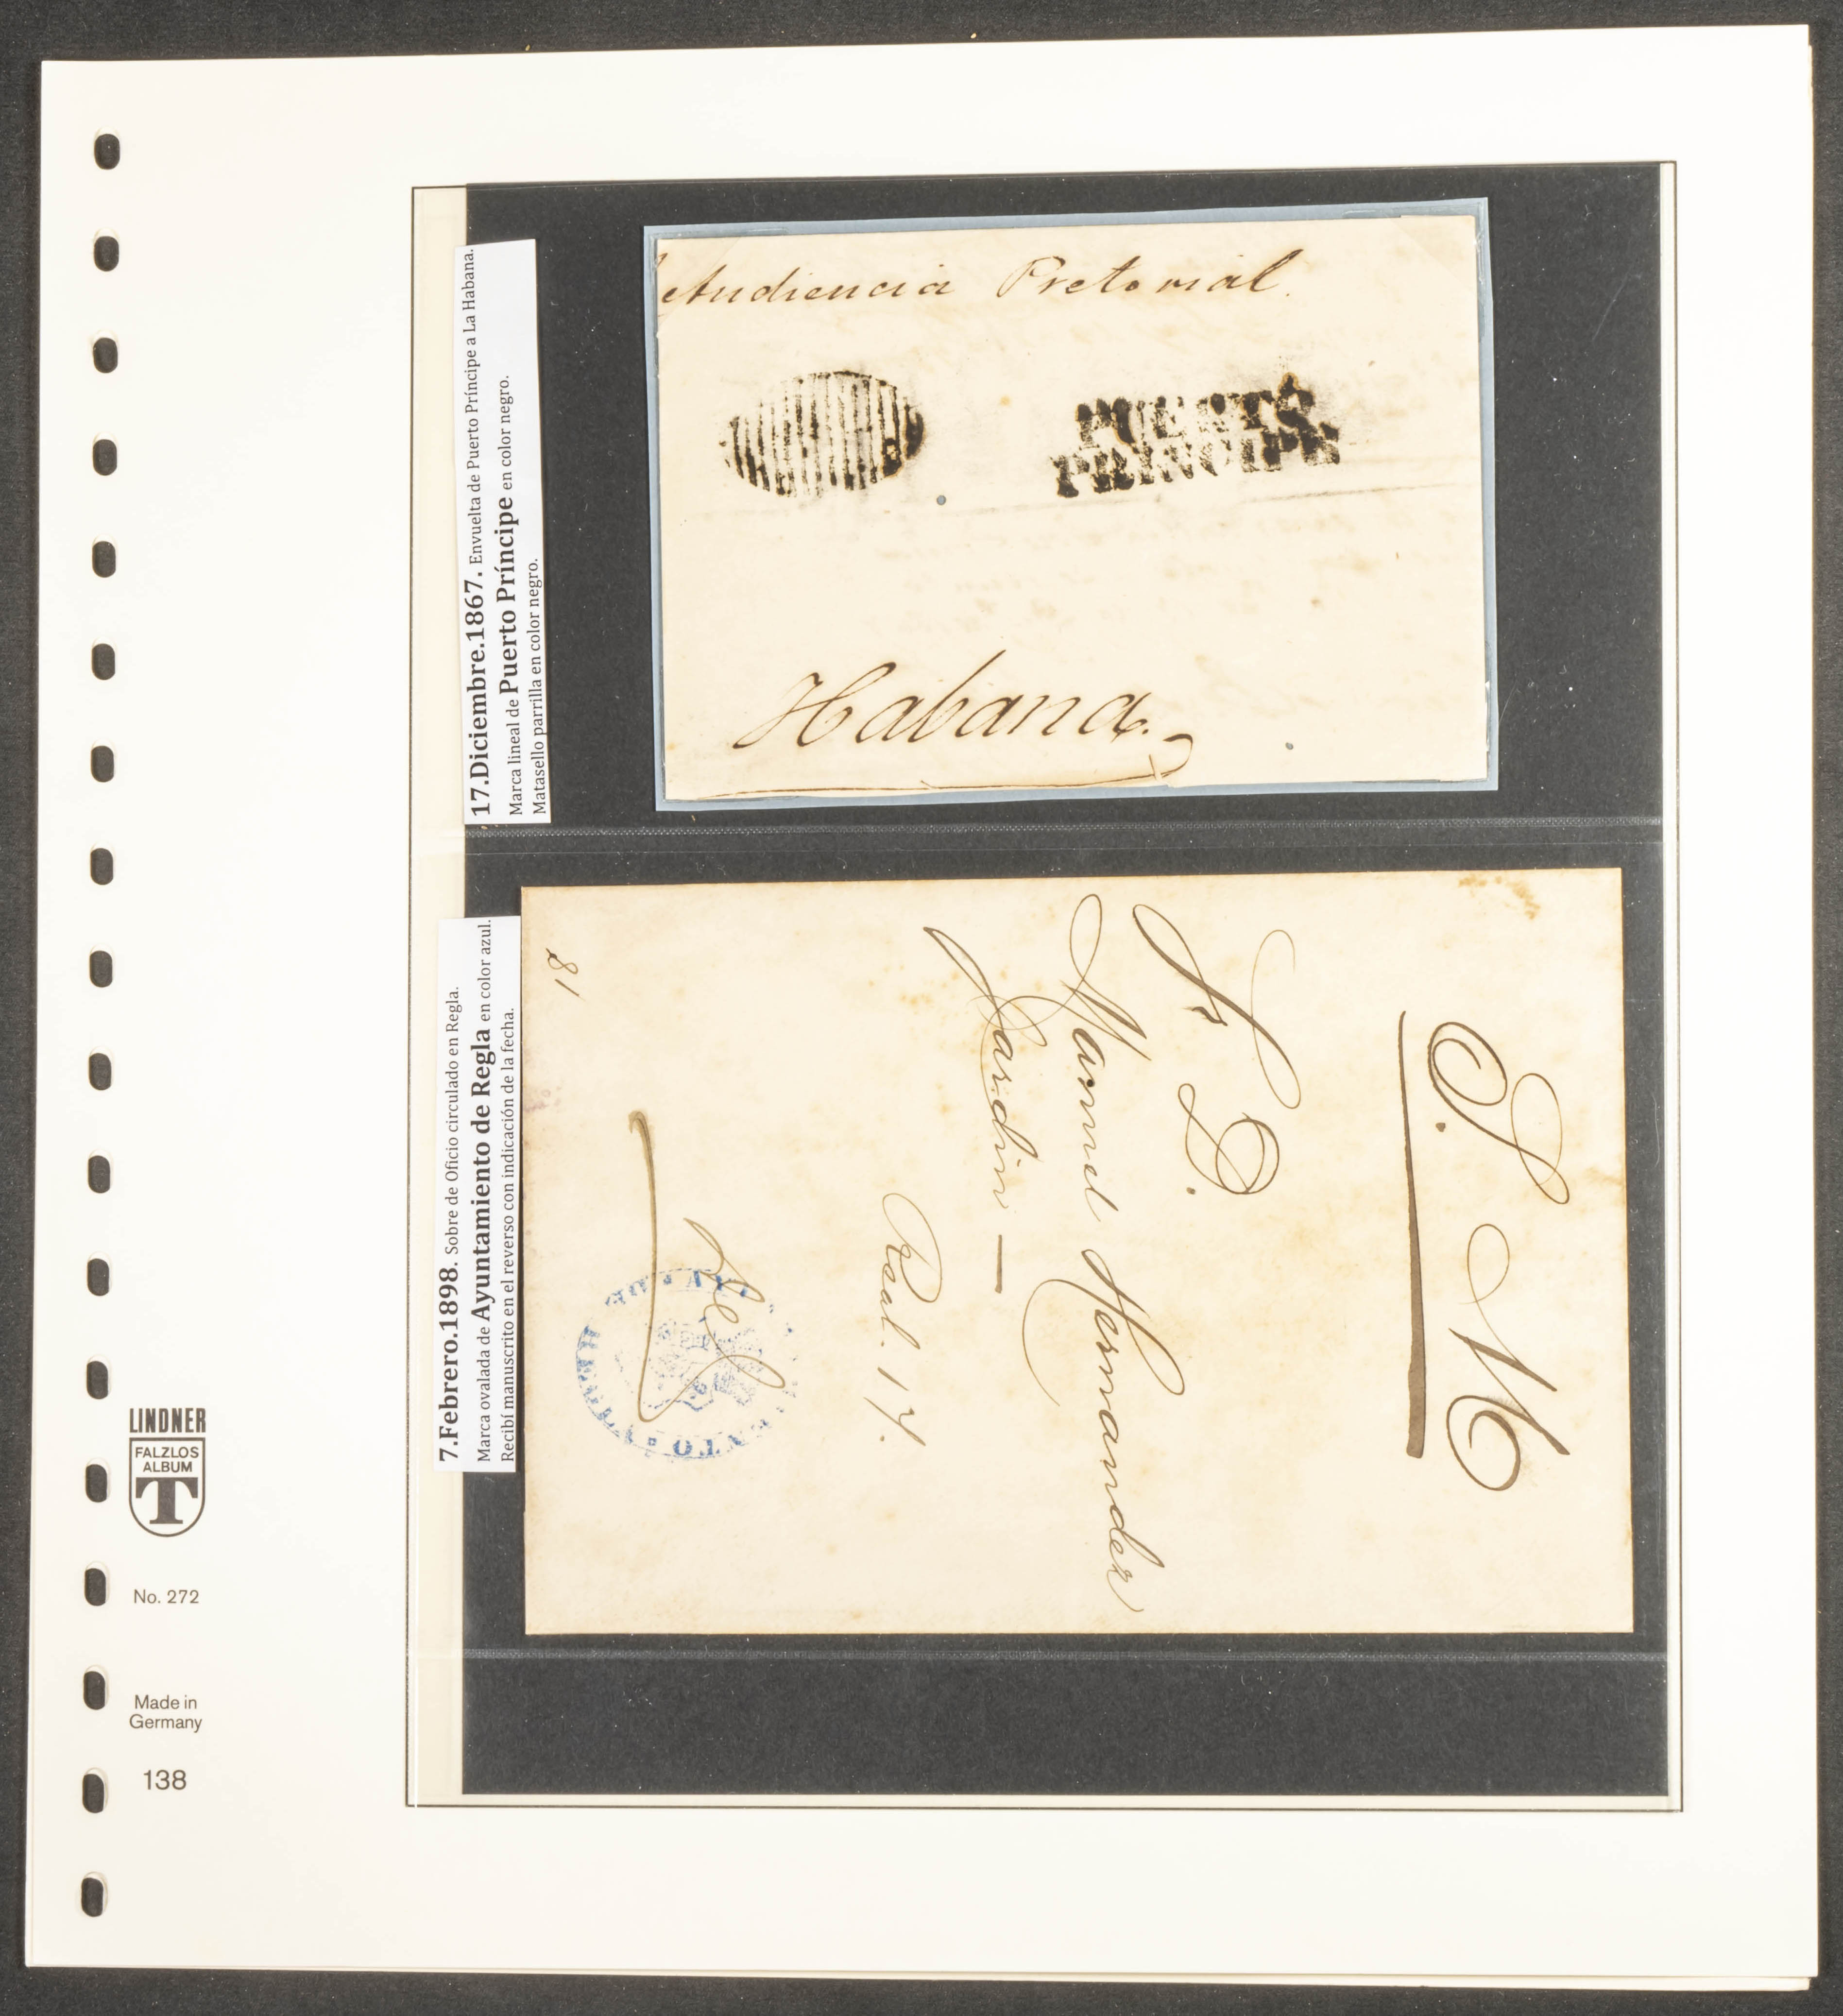 17.Diciembre.1867. Envuelta de Puerto Príncipe a La Habana.
Marca lineal de Puerto Príncipe en color negro.
Matasello parrilla en color negro.
Audiencia Pretorial.
PUERTO
PRINCIPE
Habana.
7.Febrero.1898. Sobre de Oficio circulado en Regla.
Marca ovalada de Ayuntamiento de Regla en color azul.
Recibí manuscrito en el reverso con indicación de la fecha.
S. M
Sr D.
Manuel Hernandez
Jardin —
Real. 17.
81
LINDNER
FALZLOS
ALBUM
T
No. 272
Made in
Germany
138